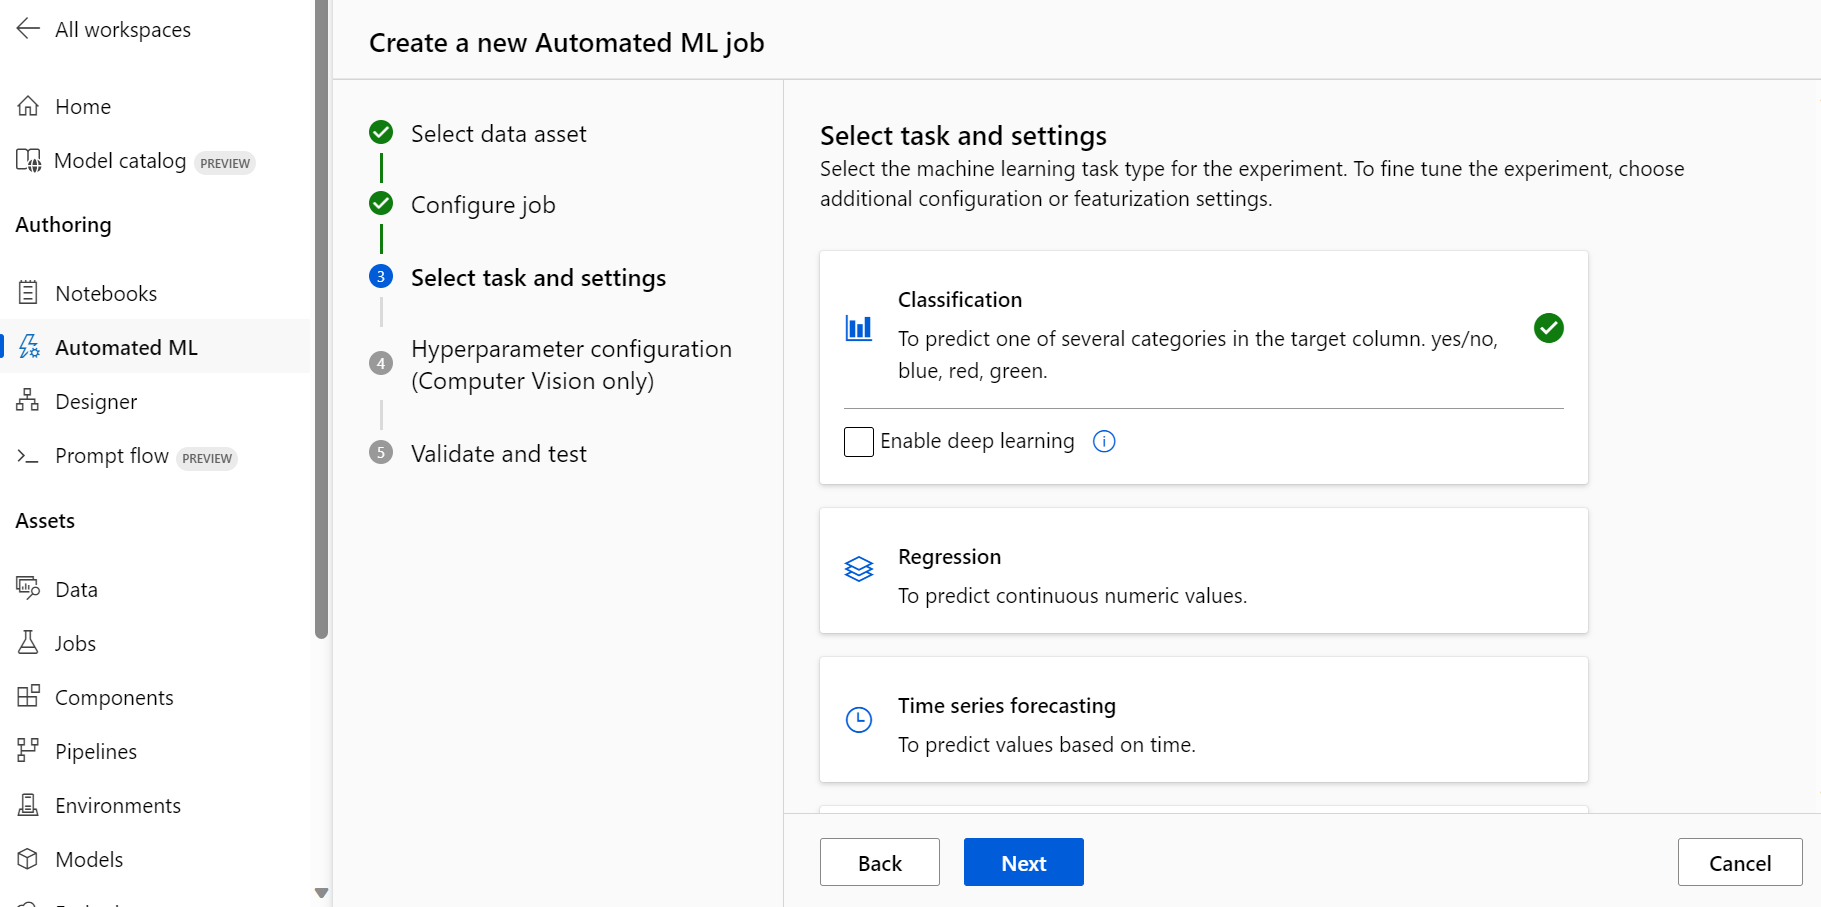 All workspaces
Home
Model catalog PREVIEW
Authoring
Notebooks
Automated ML
Designer
Prompt flow PREVIEW
Assets
Data
Jobs
Components
Pipelines
Environments
Models
Create a new Automated ML job
Select data asset
Configure job
3 Select task and settings
4 Hyperparameter configuration
(Computer Vision only)
5 Validate and test
Select task and settings
Select the machine learning task type for the experiment. To fine tune the experiment, choose
additional configuration or featurization settings.
Classification
To predict one of several categories in the target column. yes/no,
blue, red, green.
Enable deep learning
Regression
To predict continuous numeric values.
Time series forecasting
To predict values based on time.
Back
Next
Cancel